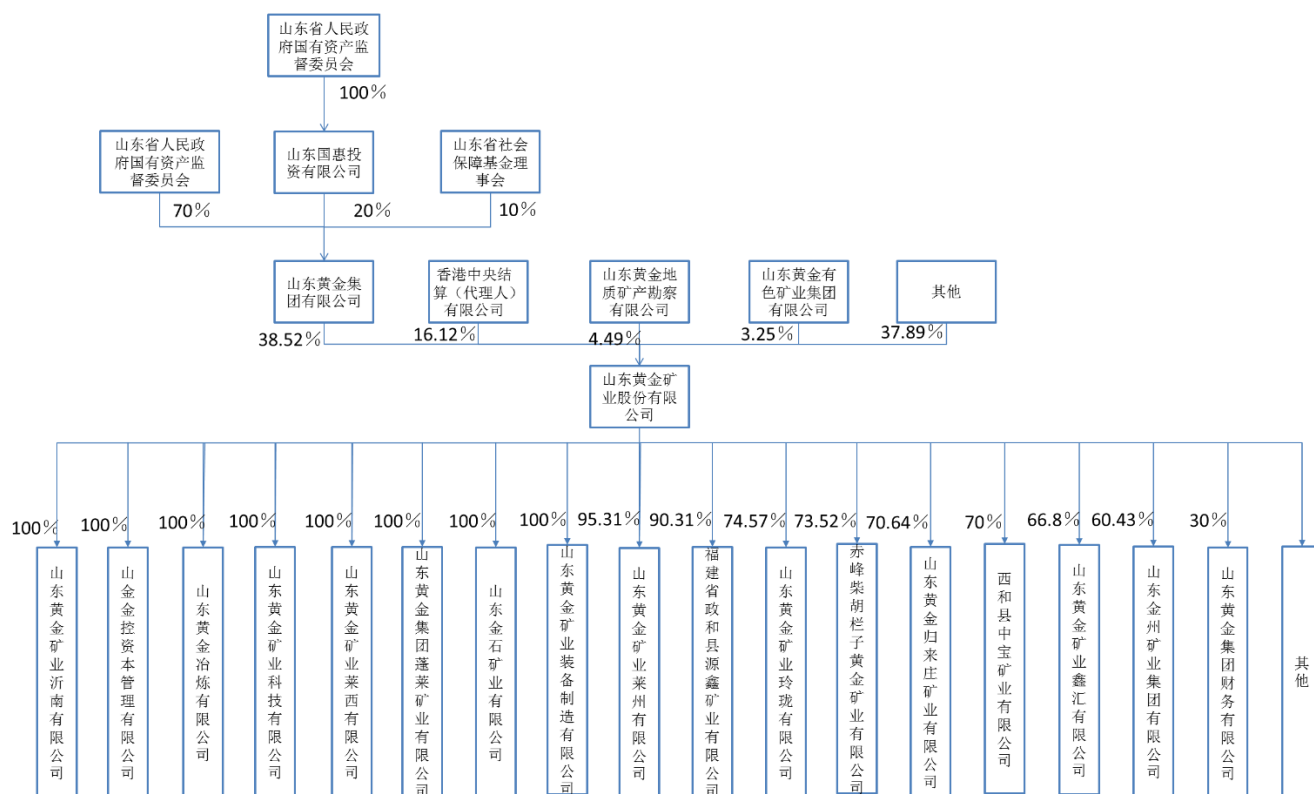 山东省人民政
府国有资产监
督委员会
100%
山东省人民政
府国有资产监
督委员会
山东国惠投
资有限公司
山东省社会
保障基金理
事会
70%
20%
10%
山东黄金集
团有限公司
香港中央结
算（代理人）
有限公司
山东黄金地
质矿产勘察
有限公司
山东黄金有
色矿业集团
有限公司
其他
38.52%
16.12%
4.49%
3.25%
37.89%
山东黄金矿
业股份有限
公司
100%
100%
100%
100%
100%
100%
100%
100%
95.31%
90.31%
74.57%
73.52%
70.64%
70%
66.8%
60.43%
30%
山东黄金矿业沂南有限公司
山金金控资本管理有限公司
山东黄金冶炼有限公司
山东黄金矿业科技有限公司
山东黄金矿业莱西有限公司
山东黄金集团蓬莱矿业有限公司
山东金石矿业有限公司
山东黄金矿业装备制造有限公司
山东黄金矿业莱州有限公司
福建省政和县源鑫矿业有限公司
山东黄金矿业玲珑有限公司
赤峰柴胡栏子黄金矿业有限公司
山东黄金归来庄矿业有限公司
西和县中宝矿业有限公司
山东黄金矿业鑫汇有限公司
山东金州矿业集团有限公司
山东黄金集团财务有限公司
其他